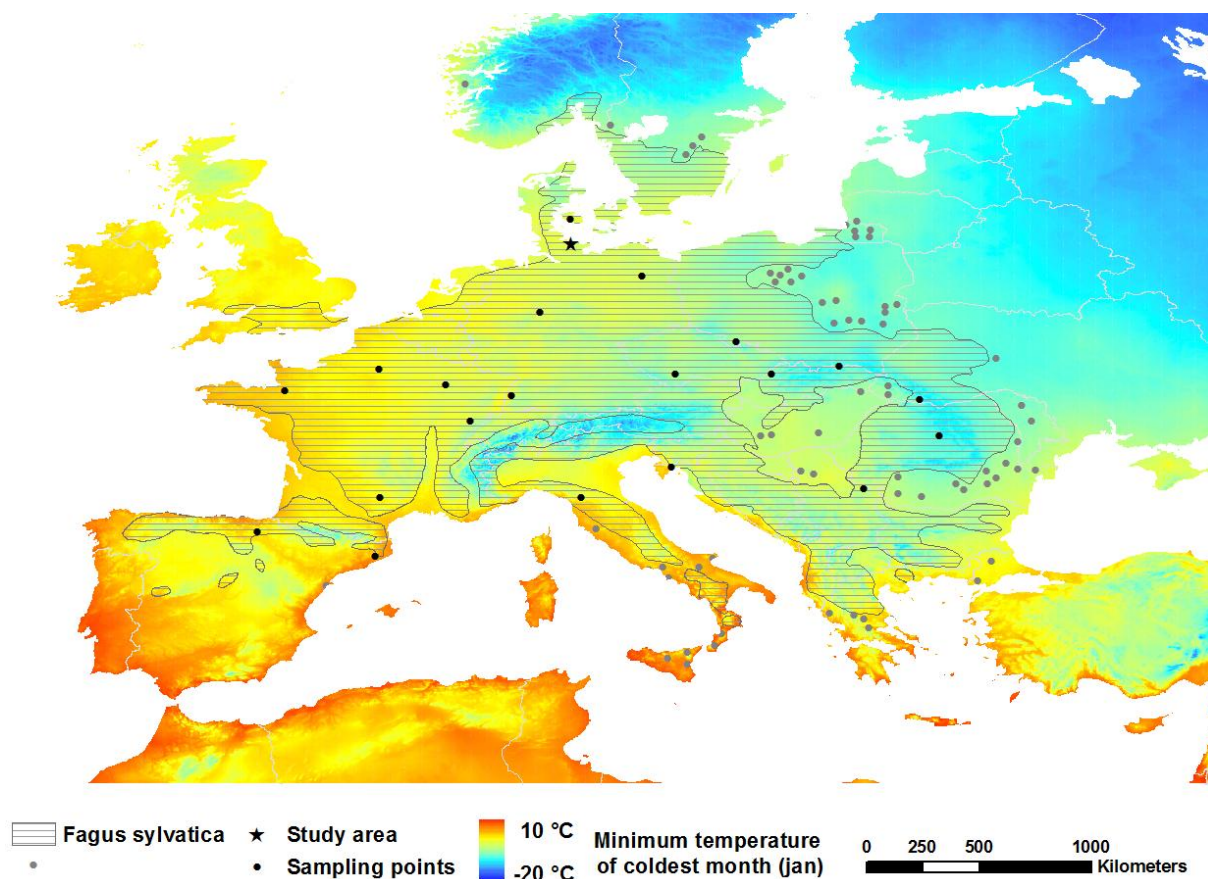 Fagus sylvatica
Study area
Sampling points
10 °C
-20 °C
Minimum temperature
of coldest month (jan)
0 250 500 1000
Kilometers